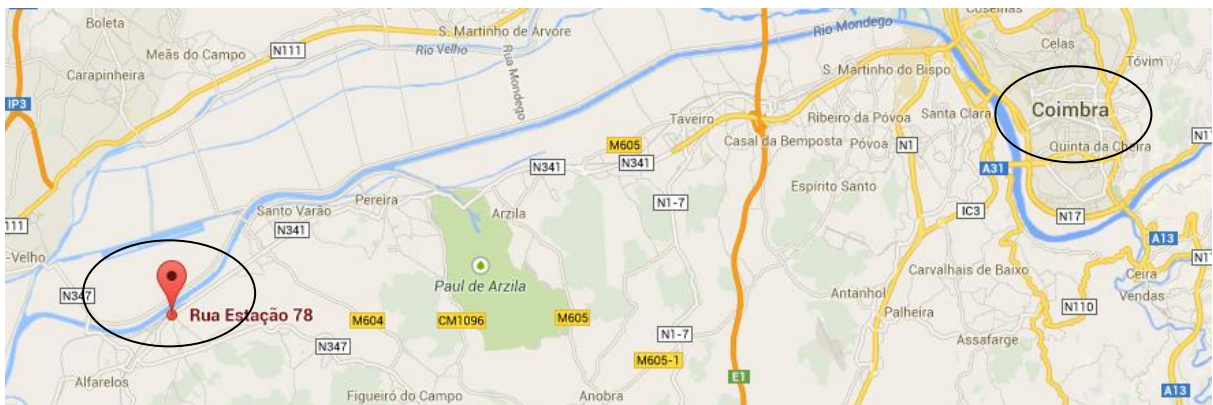 Boleta
S. Martinho de Árvore
Rio Mondego
Coselhas
N111
Meãs do Campo
Rio Velho
Celas
Tóvim
Carapinheira
Rua Mondego
S. Martinho do Bispo
IP3
Taveiro
Ribeiro da Póvoa
Santa Clara
Coimbra
M605
Casal da Bemposta
Póvoa
N1
Quinta da Cheira
N341
N341
A31
Espírito Santo
Pereira
N1-7
Santo Varão
Arzila
IC3
N17
111
N341
A13
-Velho
Paul de Arzila
Carvalhais de Baixo
Ceira
N347
Antanhol
Vendas
Rua Estação 78
M604
CM1096
M605
Palheira
N110
N347
N1-7
Assafarge
M605-1
Alfarelos
E1
Figueiró do Campo
Anobra
A13